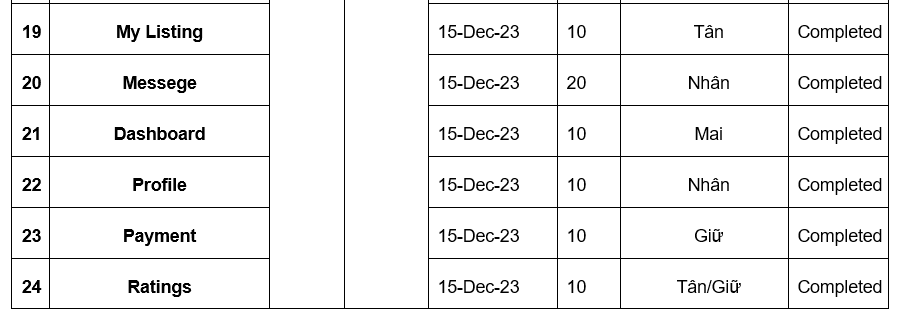 19 My Listing 15-Dec-23 10 Tân Completed
20 Messege 15-Dec-23 20 Nhân Completed
21 Dashboard 15-Dec-23 10 Mai Completed
22 Profile 15-Dec-23 10 Nhân Completed
23 Payment 15-Dec-23 10 Giữ Completed
24 Ratings 15-Dec-23 10 Tân/Giữ Completed